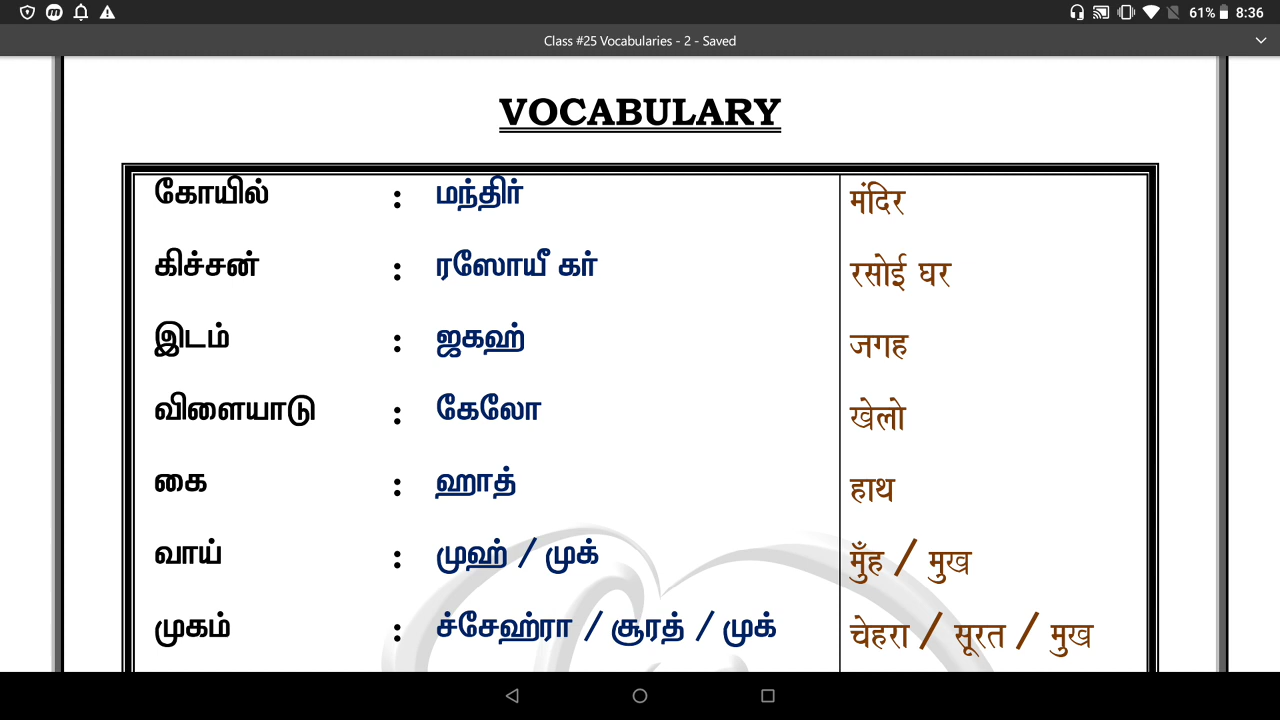 61% 8:36
Class #25 Vocabularies - 2 - Saved
VOCABULARY
கோயில் : மந்திர் मंदिर
கிச்சன் : ரஸோயீ கர் रसोई घर
இடம் : ஜகஹ் जगह
விளையாடு : கேலோ खेलो
கை : ஹாத் हाथ
வாய் : முஹ் / முக் मुँह / मुख
முகம் : ச்சேஹ்ரா / சூரத் / முக் चेहरा / सूरत / मुख